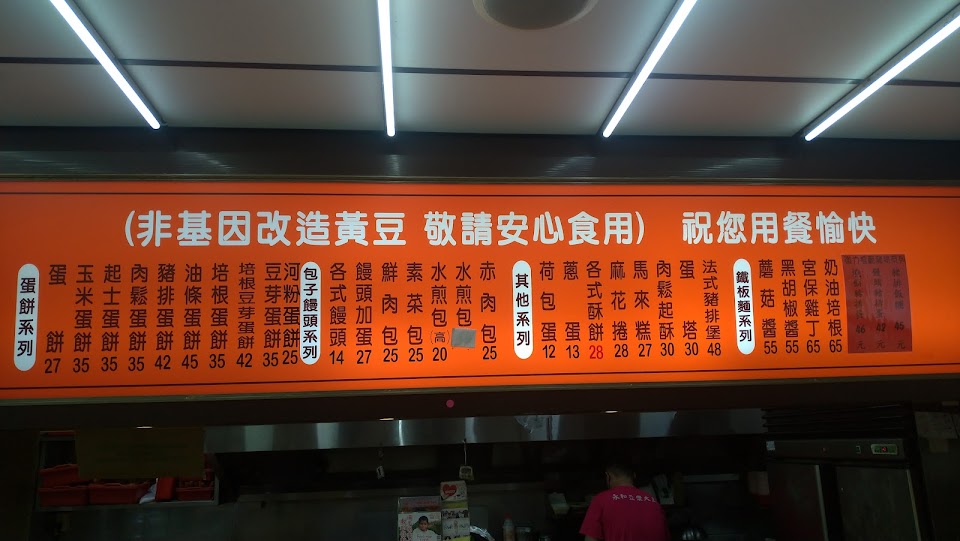 (非基因改造黃豆 敬請安心食用) 祝您用餐愉快
蛋餅系列
蛋餅 27
玉米蛋餅 35
起士蛋餅 35
肉鬆蛋餅 35
豬排蛋餅 42
油條蛋餅 45
培根蛋餅 35
培根豆芽蛋餅 42
豆芽蛋餅 35
河粉蛋餅 25
包子饅頭系列
各式饅頭 14
饅頭加蛋 27
鮮肉包 25
素菜包 25
水煎包(高) 20
水煎包
赤肉包 25
其他系列
荷包蛋 12
蔥蛋 13
各式酥餅 28
麻花捲 28
馬來糕 27
肉鬆起酥 30
蛋塔 30
法式豬排堡 48
鐵板麵系列
蘑菇醬 55
黑胡椒醬 55
宮保雞丁 65
奶油培根 65